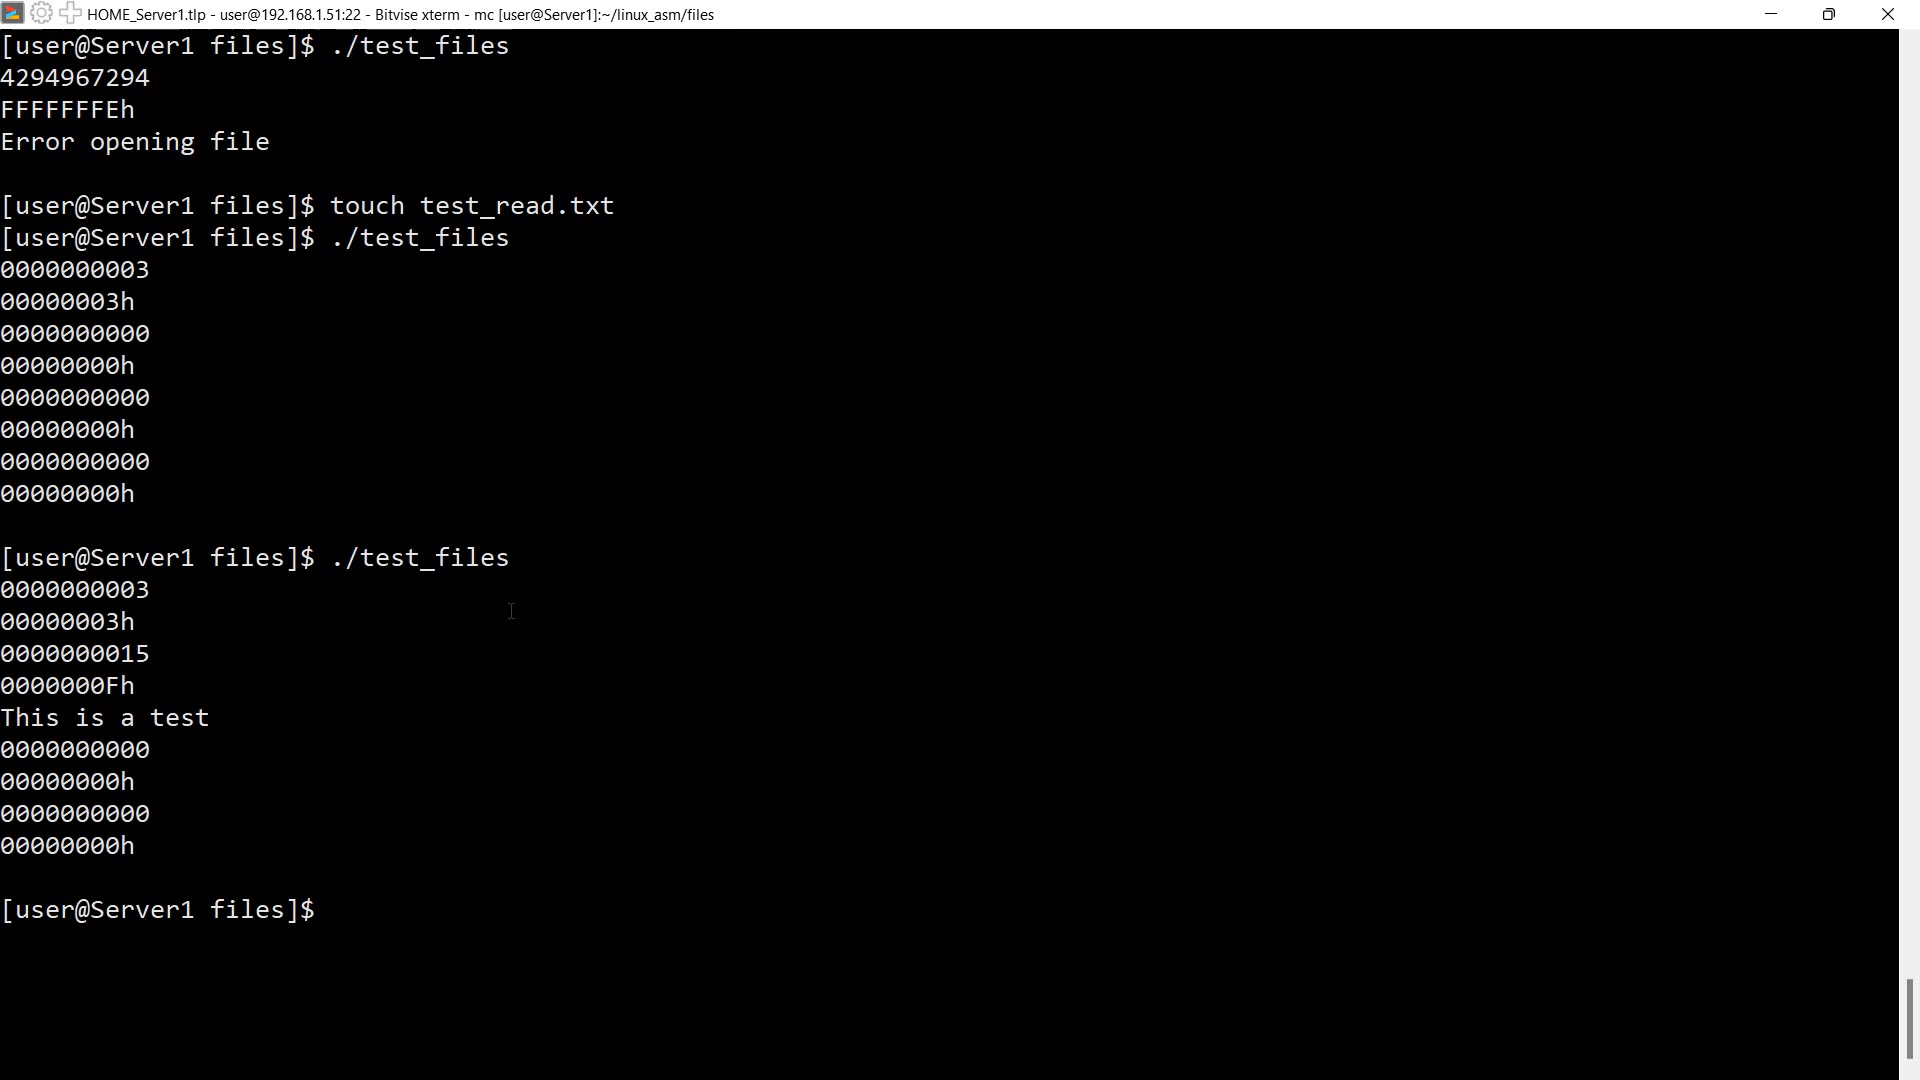 HOME_Server1.tlp - user@192.168.1.51:22 - Bitvise xterm - mc [user@Server1]:~/linux_asm/files
[user@Server1 files]$ ./test_files
4294967294
FFFFFFFEh
Error opening file
[user@Server1 files]$ touch test_read.txt
[user@Server1 files]$ ./test_files
0000000003
00000003h
0000000000
00000000h
0000000000
00000000h
0000000000
00000000h
[user@Server1 files]$ ./test_files
0000000003
00000003h
0000000015
0000000Fh
This is a test
0000000000
00000000h
0000000000
00000000h
[user@Server1 files]$